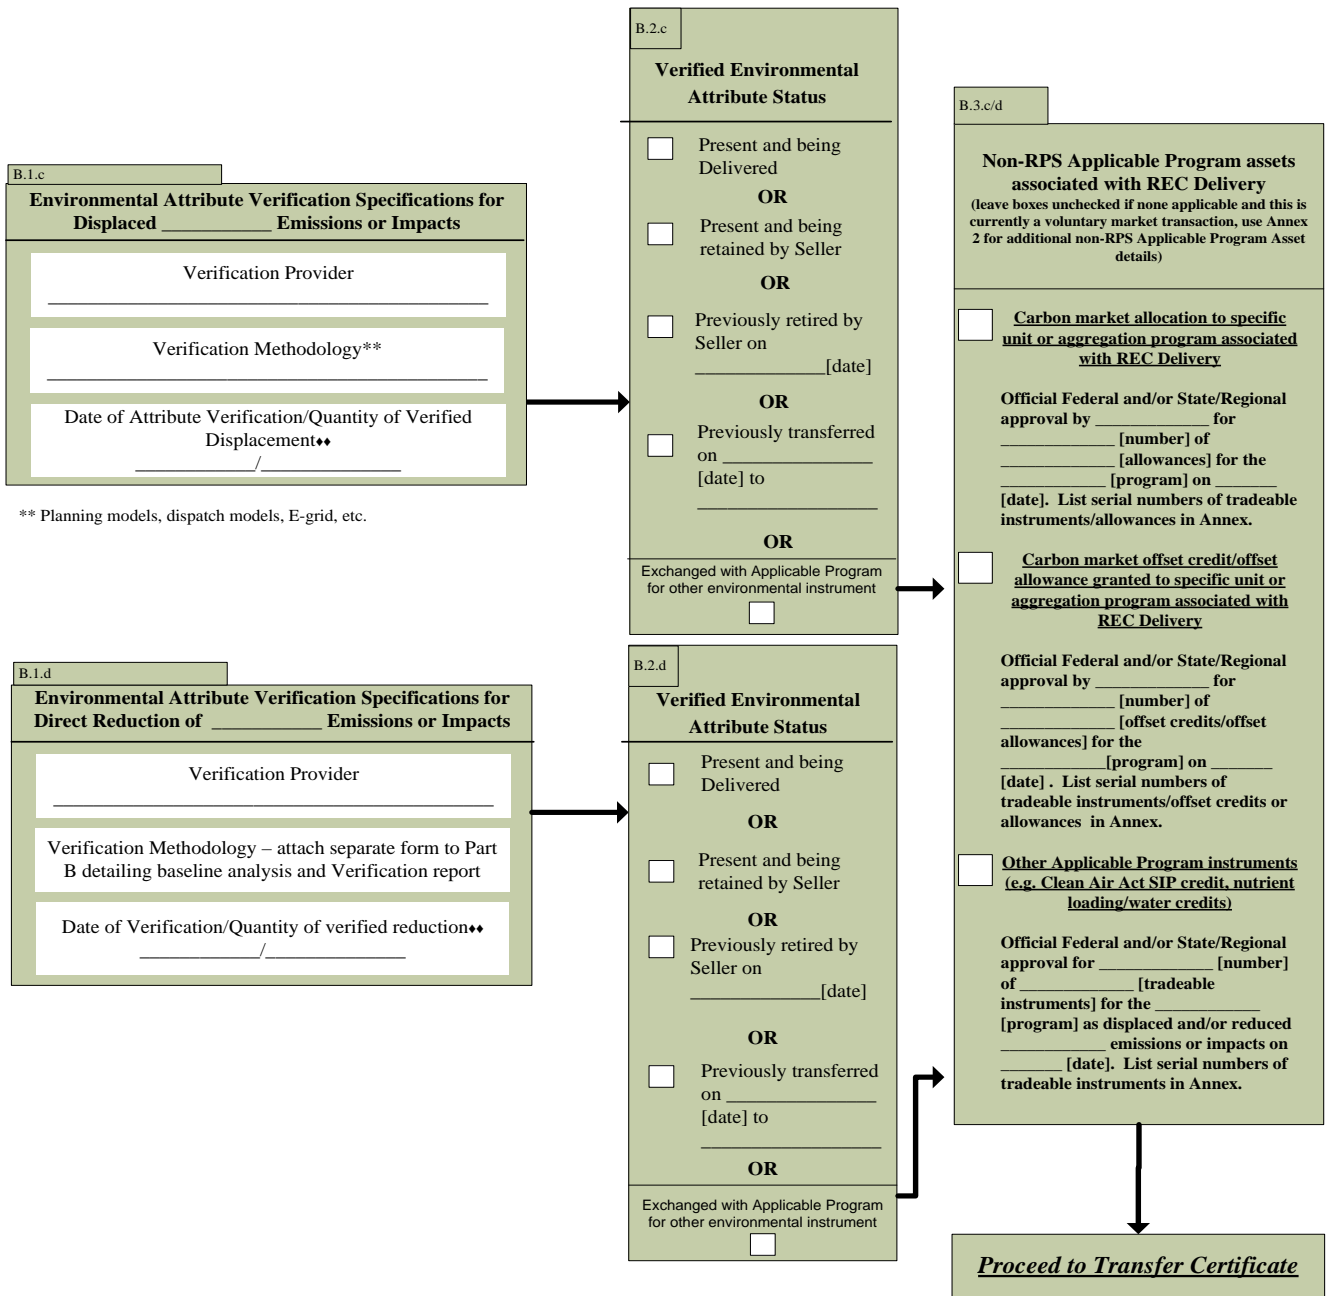 B.1.c
Environmental Attribute Verification Specifications for
Displaced ___________ Emissions or Impacts
Verification Provider
____________________________________________
Verification Methodology**
____________________________________________
Date of Attribute Verification/Quantity of Verified
Displacement♦♦
____________/______________
** Planning models, dispatch models, E-grid, etc.
B.1.d
Environmental Attribute Verification Specifications for
Direct Reduction of ___________ Emissions or Impacts
Verification Provider
____________________________________________
Verification Methodology – attach separate form to Part
B detailing baseline analysis and Verification report
Date of Verification/Quantity of verified reduction♦♦
____________/______________
B.2.c
Verified Environmental
Attribute Status
Present and being
Delivered
OR
Present and being
retained by Seller
OR
Previously retired by
Seller on
_____________[date]
OR
Previously transferred
on _______________
[date] to
__________________
OR
Exchanged with Applicable Program
for other environmental instrument
B.2.d
Verified Environmental
Attribute Status
Present and being
Delivered
OR
Present and being
retained by Seller
OR
Previously retired by
Seller on
_____________[date]
OR
Previously transferred
on _______________
[date] to
__________________
OR
Exchanged with Applicable Program
for other environmental instrument
B.3.c/d
Non-RPS Applicable Program assets
associated with REC Delivery
(leave boxes unchecked if none applicable and this is
currently a voluntary market transaction, use Annex
2 for additional non-RPS Applicable Program Asset
details)
Carbon market allocation to specific
unit or aggregation program associated
with REC Delivery
Official Federal and/or State/Regional
approval by _____________ for
_____________ [number] of
_____________ [allowances] for the
____________ [program] on _______
[date].  List serial numbers of tradeable
instruments/allowances in Annex.
Carbon market offset credit/offset
allowance granted to specific unit or
aggregation program associated with
REC Delivery
Official Federal and/or State/Regional
approval by _____________ for
_____________ [number] of
_____________ [offset credits/offset
allowances] for the
____________[program] on _______
[date] .  List serial numbers of
tradeable instruments/offset credits or
allowances  in Annex.
Other Applicable Program instruments
(e.g. Clean Air Act SIP credit, nutrient
loading/water credits)
Official Federal and/or State/Regional
approval for _____________ [number]
of _____________ [tradeable
instruments] for the ____________
[program] as displaced and/or reduced
____________ emissions or impacts on
_______ [date].  List serial numbers of
tradeable instruments in Annex.
Proceed to Transfer Certificate